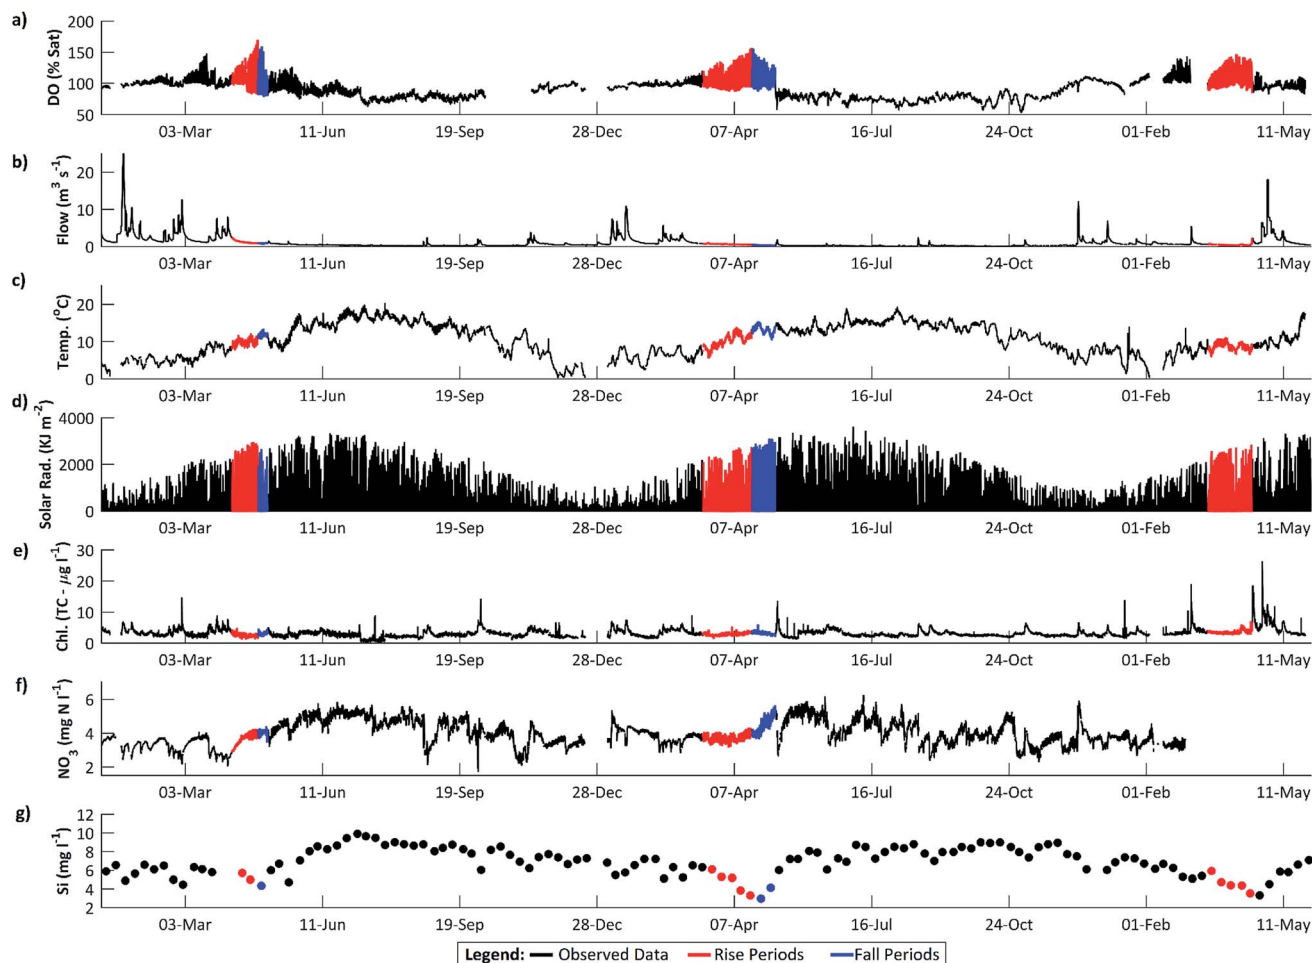 a)
DO (% Sat)
200
150
100
50
03-Mar 11-Jun 19-Sep 28-Dec 07-Apr 16-Jul 24-Oct 01-Feb 11-May
b)
Flow (m³ s⁻¹)
20
10
0
03-Mar 11-Jun 19-Sep 28-Dec 07-Apr 16-Jul 24-Oct 01-Feb 11-May
c)
Temp. (°C)
20
10
0
03-Mar 11-Jun 19-Sep 28-Dec 07-Apr 16-Jul 24-Oct 01-Feb 11-May
d)
Solar Rad. (KJ m⁻²)
4000
2000
0
03-Mar 11-Jun 19-Sep 28-Dec 07-Apr 16-Jul 24-Oct 01-Feb 11-May
e)
Chl. (TC - μg l⁻¹)
30
20
10
0
03-Mar 11-Jun 19-Sep 28-Dec 07-Apr 16-Jul 24-Oct 01-Feb 11-May
f)
NO₃ (mg N l⁻¹)
6
4
2
03-Mar 11-Jun 19-Sep 28-Dec 07-Apr 16-Jul 24-Oct 01-Feb 11-May
g)
Si (mg l⁻¹)
12
10
8
6
4
2
03-Mar 11-Jun 19-Sep 28-Dec 07-Apr 16-Jul 24-Oct 01-Feb 11-May
Legend: Observed Data Rise Periods Fall Periods